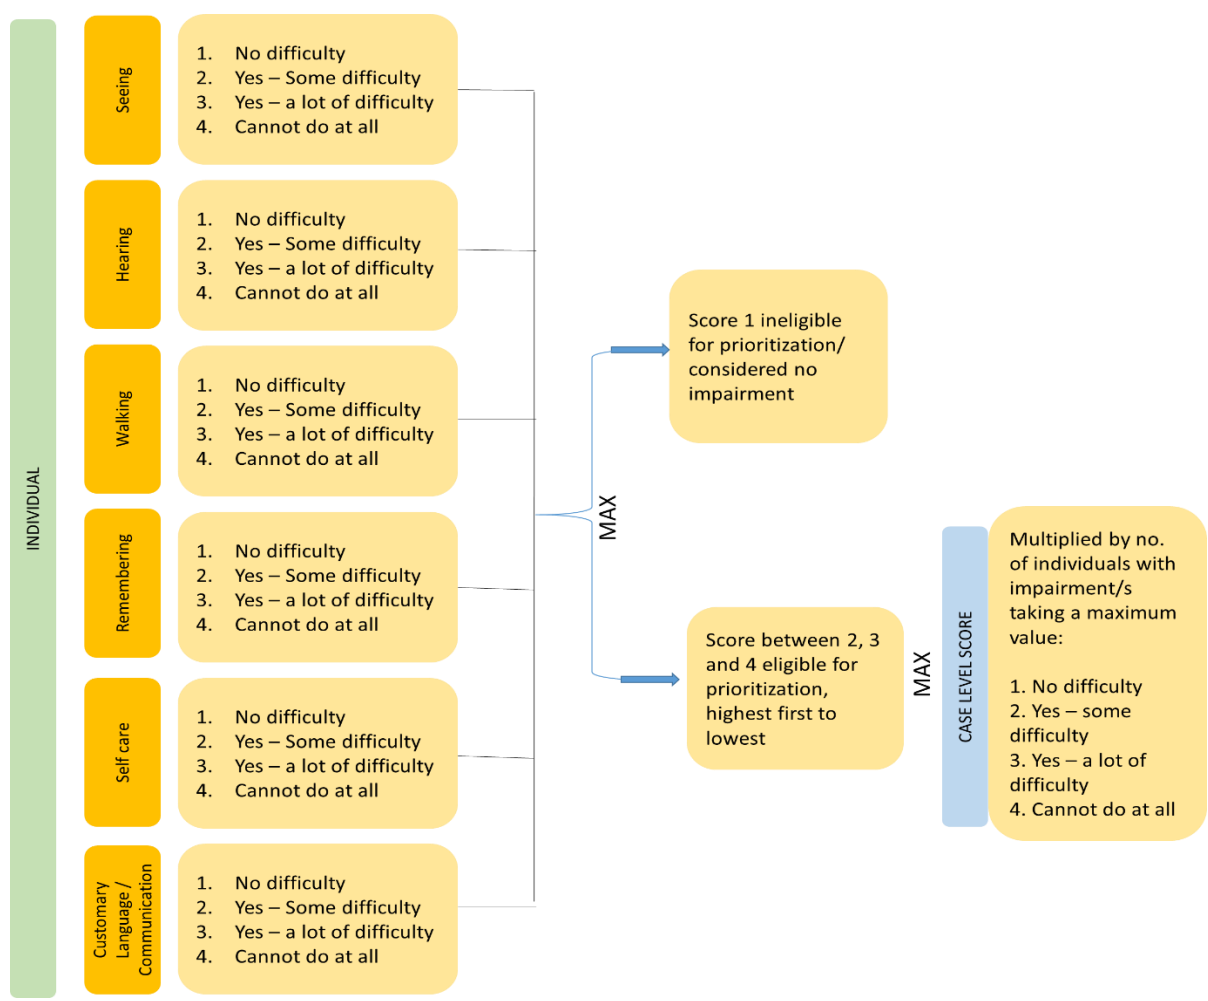 INDIVIDUAL
Seeing
1. No difficulty
2. Yes – Some difficulty
3. Yes – a lot of difficulty
4. Cannot do at all
Hearing
1. No difficulty
2. Yes – Some difficulty
3. Yes – a lot of difficulty
4. Cannot do at all
Walking
1. No difficulty
2. Yes – Some difficulty
3. Yes – a lot of difficulty
4. Cannot do at all
Remembering
1. No difficulty
2. Yes – Some difficulty
3. Yes – a lot of difficulty
4. Cannot do at all
Self care
1. No difficulty
2. Yes – Some difficulty
3. Yes – a lot of difficulty
4. Cannot do at all
Customary
Language /
Communication
1. No difficulty
2. Yes – Some difficulty
3. Yes – a lot of difficulty
4. Cannot do at all
MAX
Score 1 ineligible
for prioritization/
considered no
impairment
Score between 2, 3
and 4 eligible for
prioritization,
highest first to
lowest
MAX
CASE LEVEL SCORE
Multiplied by no.
of individuals with
impairment/s
taking a maximum
value:
1. No difficulty
2. Yes – some
difficulty
3. Yes – a lot of
difficulty
4. Cannot do at all